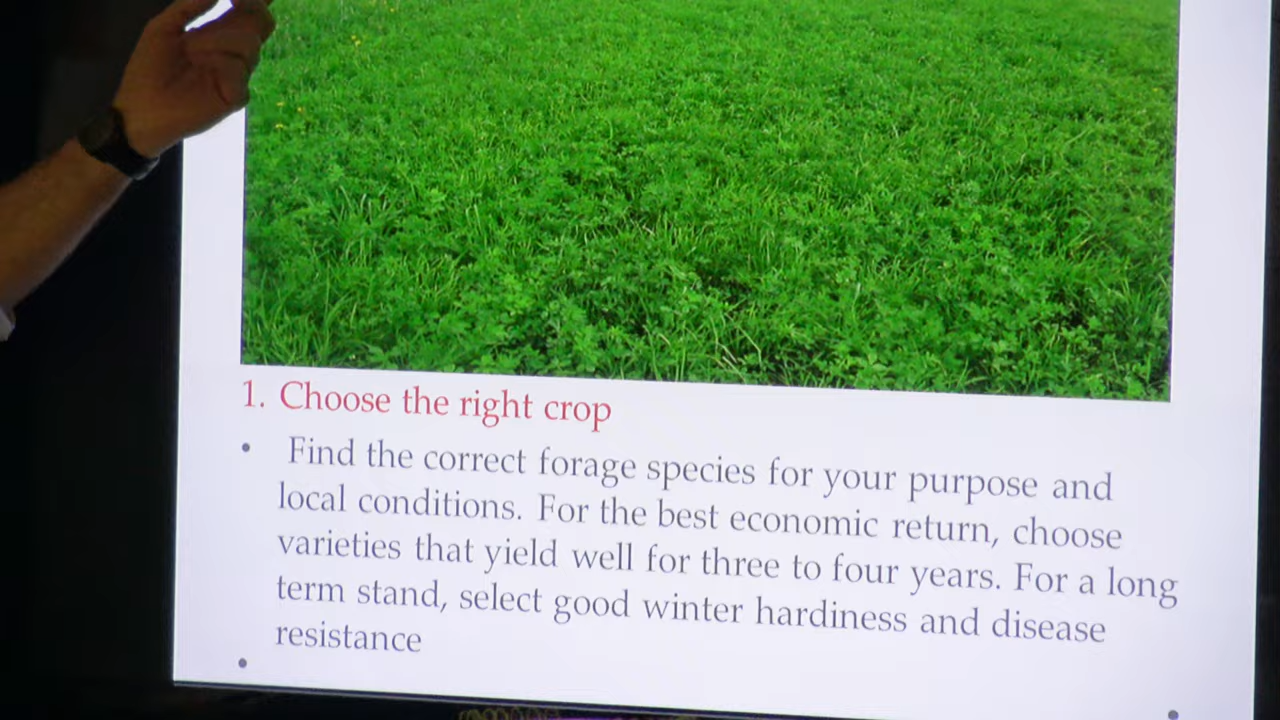 1. Choose the right crop
• Find the correct forage species for your purpose and
local conditions. For the best economic return, choose
varieties that yield well for three to four years. For a long
term stand, select good winter hardiness and disease
resistance